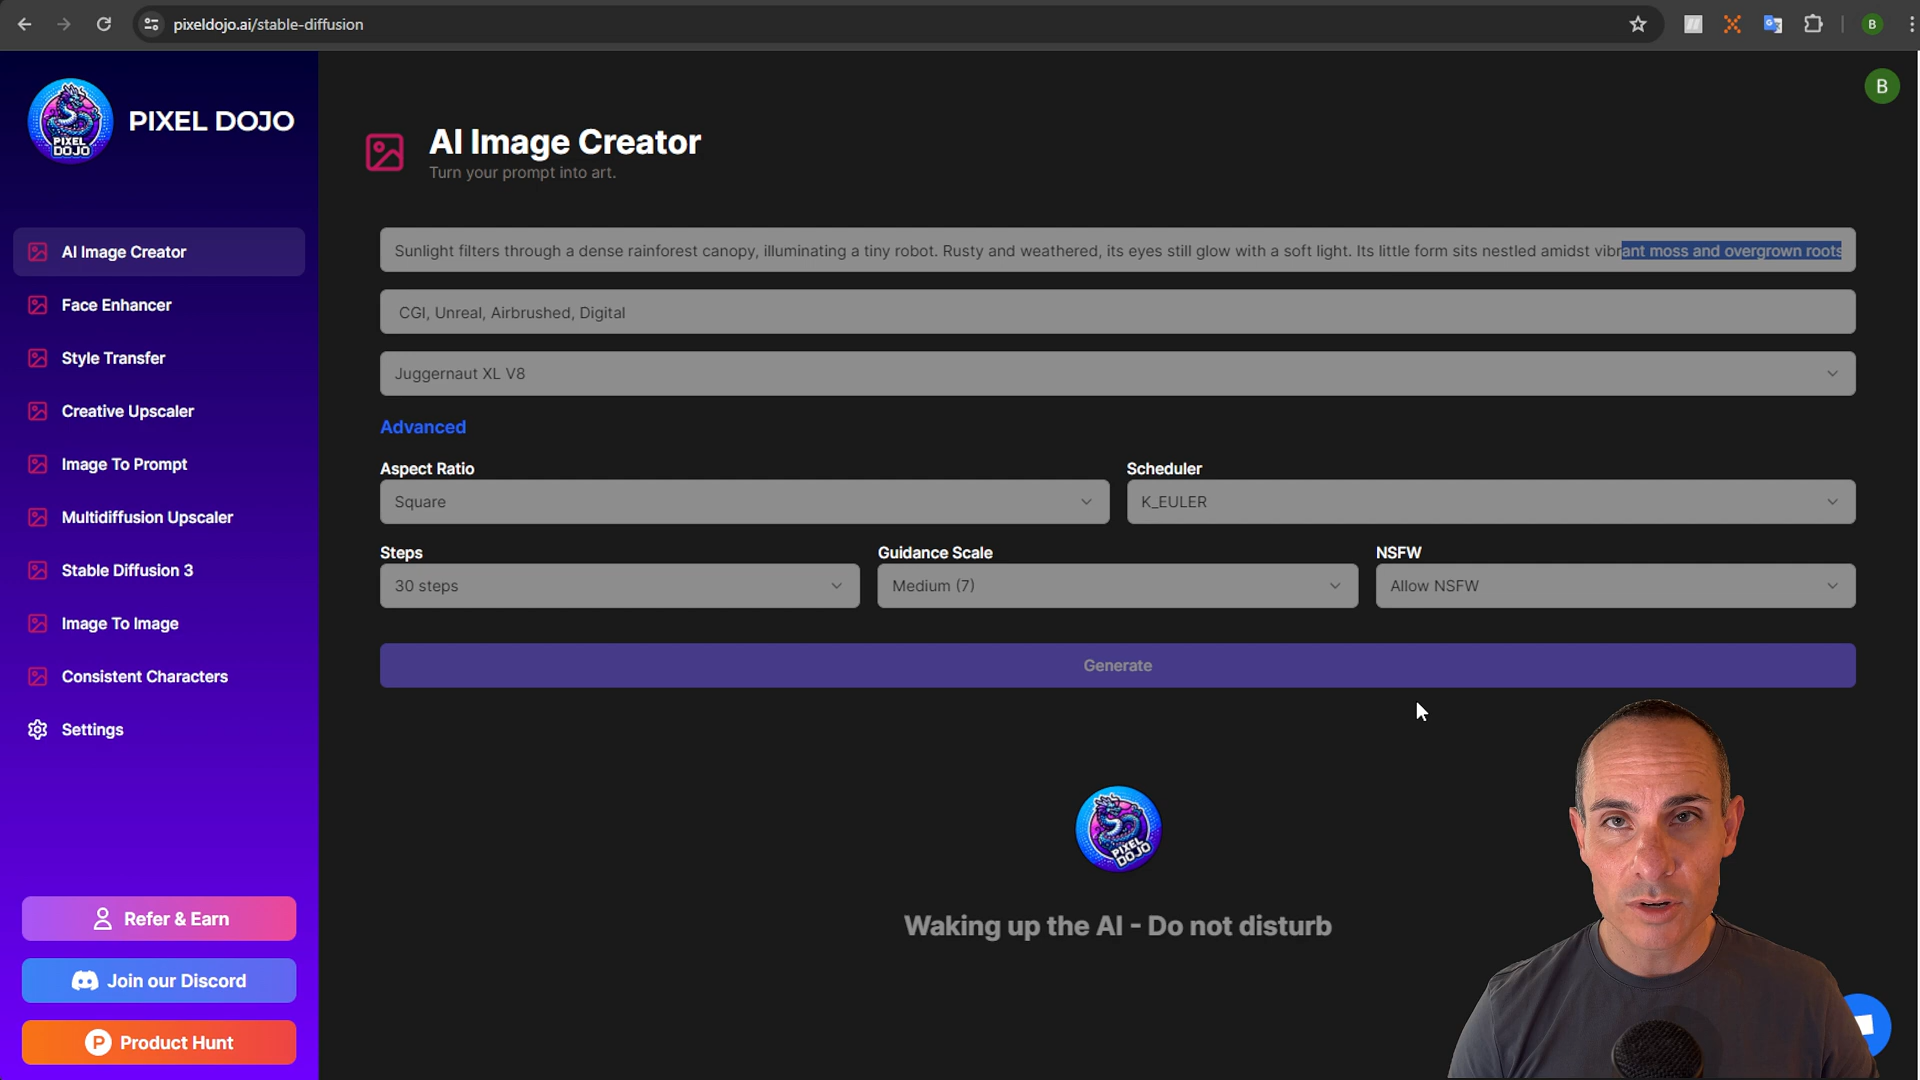 pixeldojo.ai/stable-diffusion
B
PIXEL DOJO
PIXEL DOJO
B
AI Image Creator
Turn your prompt into art.
AI Image Creator
Face Enhancer
Style Transfer
Creative Upscaler
Image To Prompt
Multidiffusion Upscaler
Stable Diffusion 3
Image To Image
Consistent Characters
Settings
Refer & Earn
Join our Discord
P Product Hunt
Sunlight filters through a dense rainforest canopy, illuminating a tiny robot. Rusty and weathered, its eyes still glow with a soft light. Its little form sits nestled amidst vibrant moss and overgrown roots
CGI, Unreal, Airbrushed, Digital
Juggernaut XL V8
Advanced
Aspect Ratio
Square
Scheduler
K_EULER
Steps
30 steps
Guidance Scale
Medium (7)
NSFW
Allow NSFW
Generate
PIXEL DOJO
Waking up the AI - Do not disturb